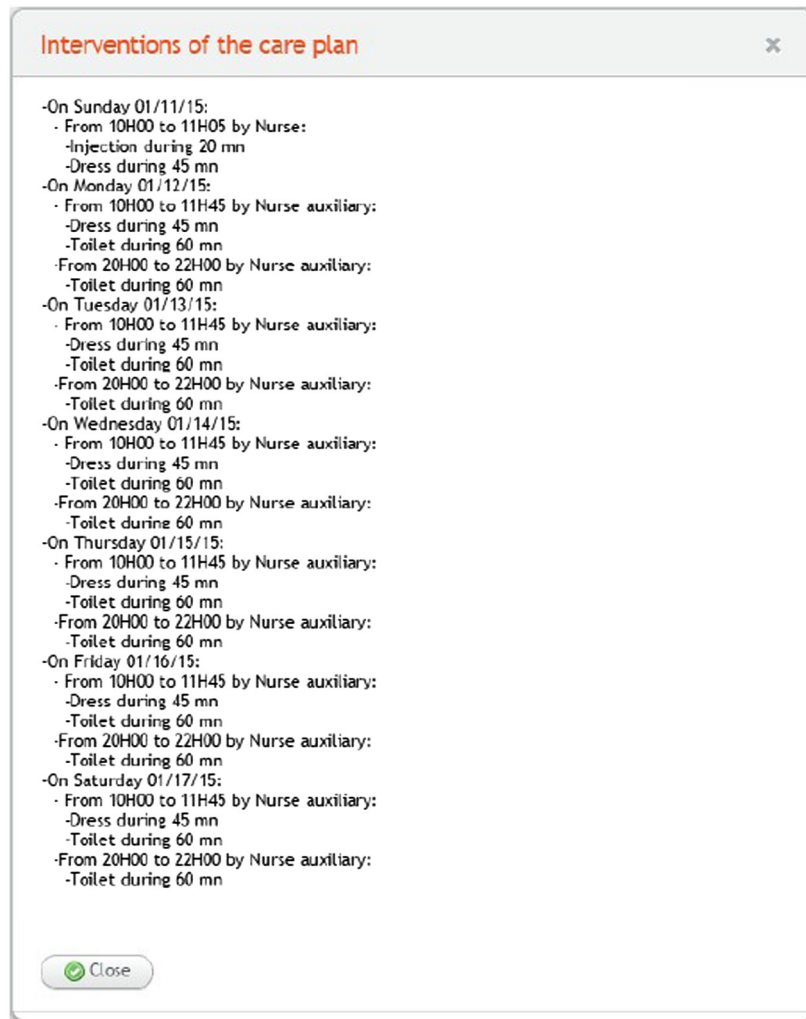 Interventions of the care plan
-On Sunday 01/11/15:
- From 10H00 to 11H05 by Nurse:
-Injection during 20 mn
-Dress during 45 mn
-On Monday 01/12/15:
- From 10H00 to 11H45 by Nurse auxiliary:
-Dress during 45 mn
-Toilet during 60 mn
-From 20H00 to 22H00 by Nurse auxiliary:
-Toilet during 60 mn
-On Tuesday 01/13/15:
- From 10H00 to 11H45 by Nurse auxiliary:
-Dress during 45 mn
-Toilet during 60 mn
-From 20H00 to 22H00 by Nurse auxiliary:
-Toilet during 60 mn
-On Wednesday 01/14/15:
- From 10H00 to 11H45 by Nurse auxiliary:
-Dress during 45 mn
-Toilet during 60 mn
-From 20H00 to 22H00 by Nurse auxiliary:
-Toilet during 60 mn
-On Thursday 01/15/15:
- From 10H00 to 11H45 by Nurse auxiliary:
-Dress during 45 mn
-Toilet during 60 mn
-From 20H00 to 22H00 by Nurse auxiliary:
-Toilet during 60 mn
-On Friday 01/16/15:
- From 10H00 to 11H45 by Nurse auxiliary:
-Dress during 45 mn
-Toilet during 60 mn
-From 20H00 to 22H00 by Nurse auxiliary:
-Toilet during 60 mn
-On Saturday 01/17/15:
- From 10H00 to 11H45 by Nurse auxiliary:
-Dress during 45 mn
-Toilet during 60 mn
-From 20H00 to 22H00 by Nurse auxiliary:
-Toilet during 60 mn
Close